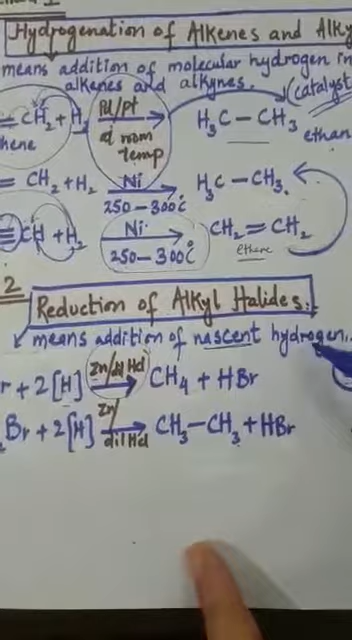 Hydrogenation of Alkenes and Alky
means addition of molecular hydrogen in
alkenes and alkynes.
(catalyst
=CH2 + H2 Pd/pt H3C - CH3
hene at room temp ethan
= CH2 + H2 Ni 250-300°C H3C - CH3.
≡CH + H2 Ni 250-300°C CH2 = CH2
ethene
2
Reduction of Alkyl Halides:
means addition of nascent hydrogen.
r + 2[H] Zn/dil Hcl CH4 + HBr
Br + 2[H] Zn/ dil Hcl CH3-CH3 + HBr